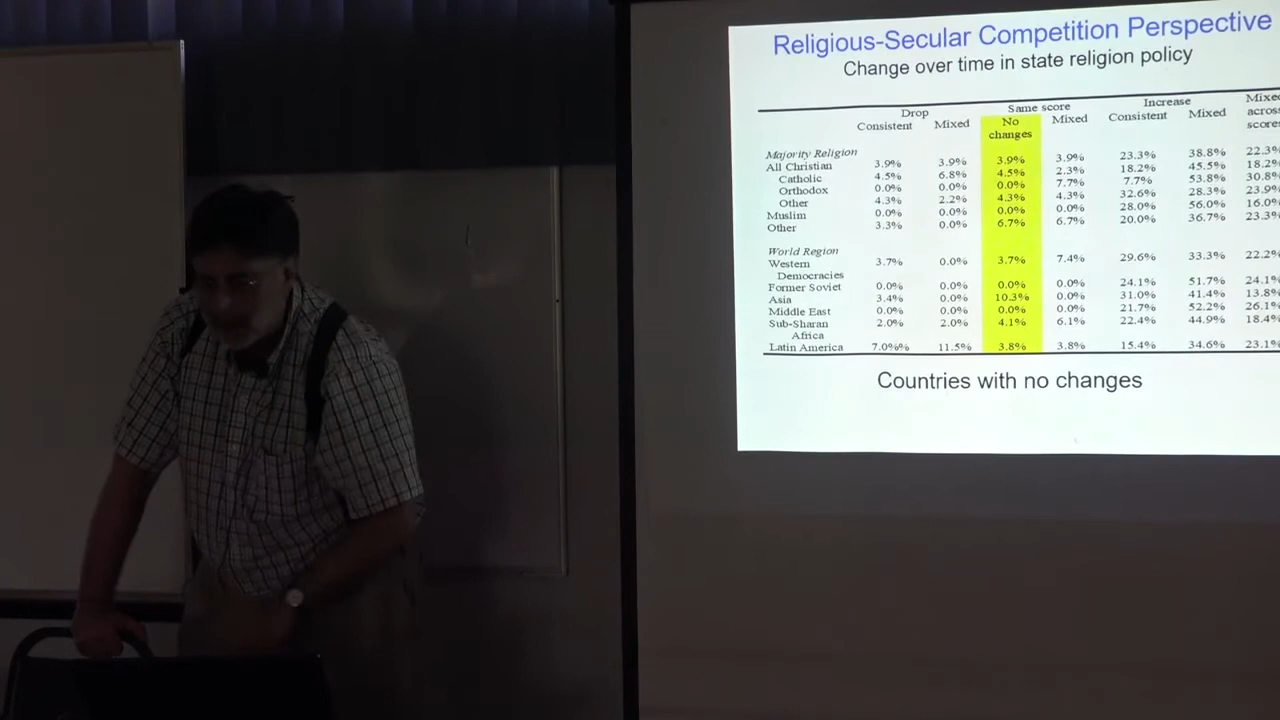 Religious-Secular Competition Perspective
Change over time in state religion policy
Drop Same score Increase
Consistent Mixed No changes Mixed Consistent Mixed
Majority Religion
All Christian 3.9% 3.9% 3.9% 3.9% 23.3% 38.8% 22.3%
Catholic 4.5% 6.8% 4.5% 2.3% 18.2% 45.5% 18.2%
Orthodox 0.0% 0.0% 0.0% 7.7% 7.7% 53.8% 30.8%
Other 4.3% 2.2% 4.3% 4.3% 32.6% 28.3% 23.9%
Muslim 0.0% 0.0% 0.0% 0.0% 28.0% 56.0% 16.0%
Other 3.3% 0.0% 6.7% 6.7% 20.0% 36.7% 23.3%
World Region
Western 3.7% 0.0% 3.7% 7.4% 29.6% 33.3% 22.2%
Democracies
Former Soviet 0.0% 0.0% 0.0% 0.0% 24.1% 51.7% 24.1%
Asia 3.4% 0.0% 10.3% 0.0% 31.0% 41.4% 13.8%
Middle East 0.0% 0.0% 0.0% 0.0% 21.7% 52.2% 26.1%
Sub-Sharan 2.0% 2.0% 4.1% 6.1% 22.4% 44.9% 18.4%
Africa
Latin America 7.0%% 11.5% 3.8% 3.8% 15.4% 34.6% 23.1%
Countries with no changes